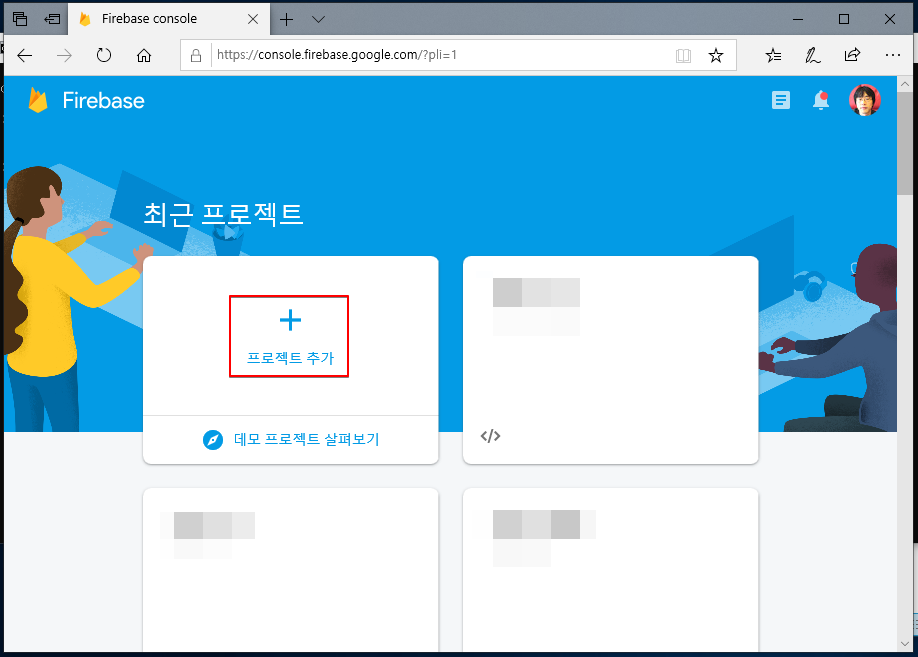 Firebase console
https://console.firebase.google.com/?pli=1
Firebase
최근 프로젝트
프로젝트 추가
데모 프로젝트 살펴보기